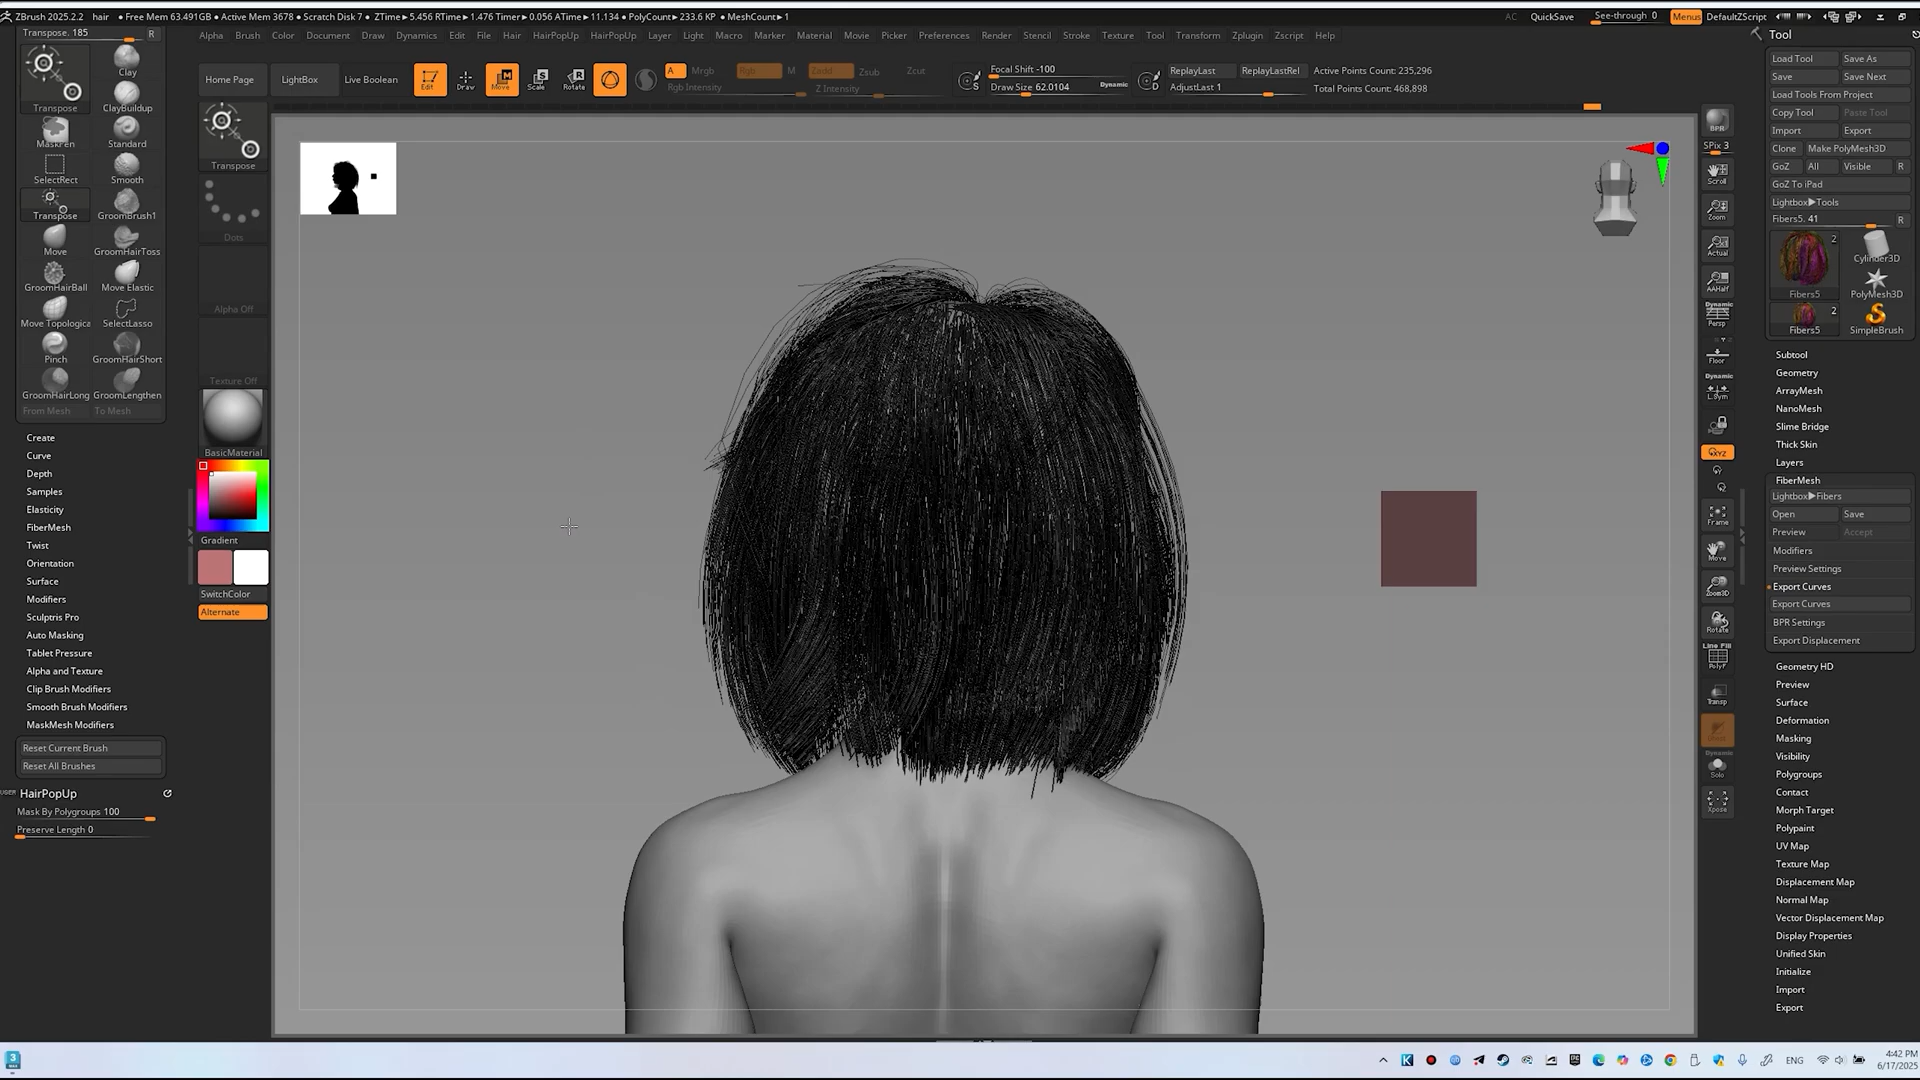 ZBrush 2025.2.2 hair • Free Mem 63.491GB • Active Mem 3678 • Scratch Disk 7 • ZTime▸5.456 RTime▸1.476 Timer▸0.056 ATime▸11.134 • PolyCount▸233.6 KP • MeshCount▸1
AC QuickSave See-through 0 Menus DefaultZScript
Transpose. 185 R
Alpha Brush Color Document Draw Dynamics Edit File Hair HairPopUp HairPopUp Layer Light Macro Marker Material Movie Picker Preferences Render Stencil Stroke Texture Tool Transform Zplugin Zscript Help
Home Page LightBox Live Boolean Edit Draw Move Scale Rotate
A Mrgb Rgb M Zadd Zsub Zcut
Rgb Intensity Z Intensity
S Focal Shift -100
Draw Size 62.0104 Dynamic D
ReplayLast ReplayLastRel
AdjustLast 1
Active Points Count: 235,296
Total Points Count: 468,898
Transpose
Clay
ClayBuildup
MaskPen Standard
SelectRect Smooth
Transpose GroomBrush1
Move GroomHairToss
GroomHairBall Move Elastic
Move Topologica SelectLasso
Pinch GroomHairShort
GroomHairLong GroomLengthen
From Mesh To Mesh
Create
Curve
Depth
Samples
Elasticity
FiberMesh
Twist
Orientation
Surface
Modifiers
Sculptris Pro
Auto Masking
Tablet Pressure
Alpha and Texture
Clip Brush Modifiers
Smooth Brush Modifiers
MaskMesh Modifiers
Reset Current Brush
Reset All Brushes
USER HairPopUp
Mask By Polygroups 100
Preserve Length 0
Transpose
Dots
Alpha Off
Texture Off
BasicMaterial
Gradient
SwitchColor
Alternate
BPR
SPix 3
Scroll
Zoom
Actual
AAHalf
Dynamic
Persp
Floor
Dynamic
L.Sym
XYZ
Frame
Move
Zoom3D
Rotate
Line Fill
PolyF
Transp
Dynamic
Solo
Xpose
Tool
Load Tool Save As
Save Save Next
Load Tools From Project
Copy Tool Paste Tool
Import Export
Clone Make PolyMesh3D
GoZ All Visible R
GoZ To iPad
Lightbox▸Tools
Fibers5. 41 R
2
Fibers5 Cylinder3D
PolyMesh3D
2
Fibers5 SimpleBrush
Subtool
Geometry
ArrayMesh
NanoMesh
Slime Bridge
Thick Skin
Layers
FiberMesh
Lightbox▸Fibers
Open Save
Preview Accept
Modifiers
Preview Settings
Export Curves
Export Curves
BPR Settings
Export Displacement
Geometry HD
Preview
Surface
Deformation
Masking
Visibility
Polygroups
Contact
Morph Target
Polypaint
UV Map
Texture Map
Displacement Map
Normal Map
Vector Displacement Map
Display Properties
Unified Skin
Initialize
Import
Export
3
MAX
K
ENG
4:42 PM
6/17/2025